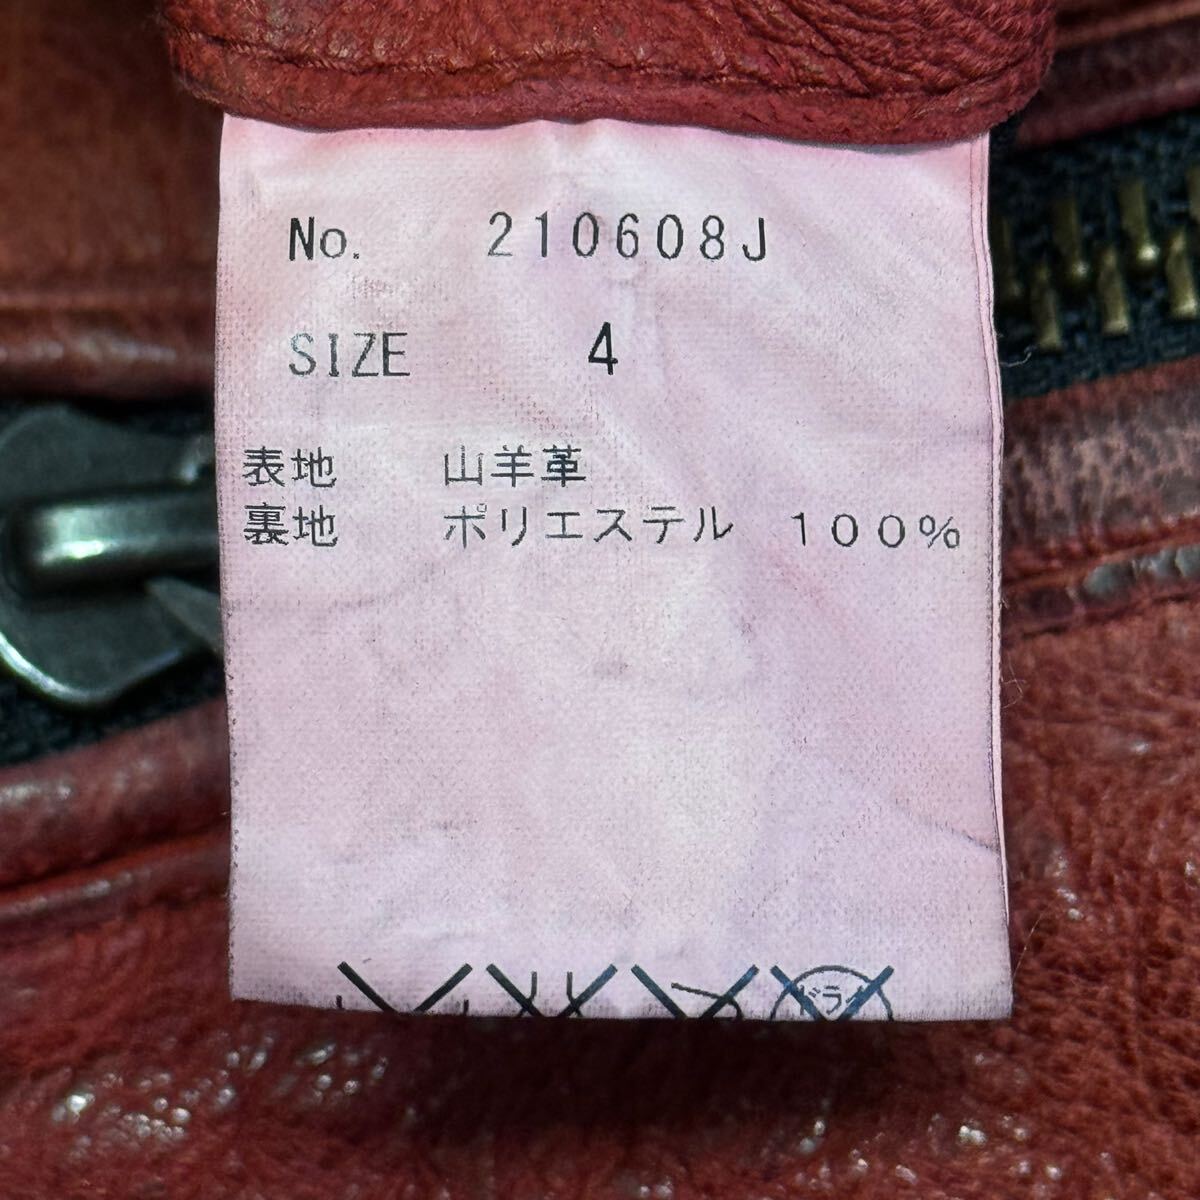 No. 210608J
SIZE 4
表地 山羊革
裏地 ポリエステル 100%
ドライ